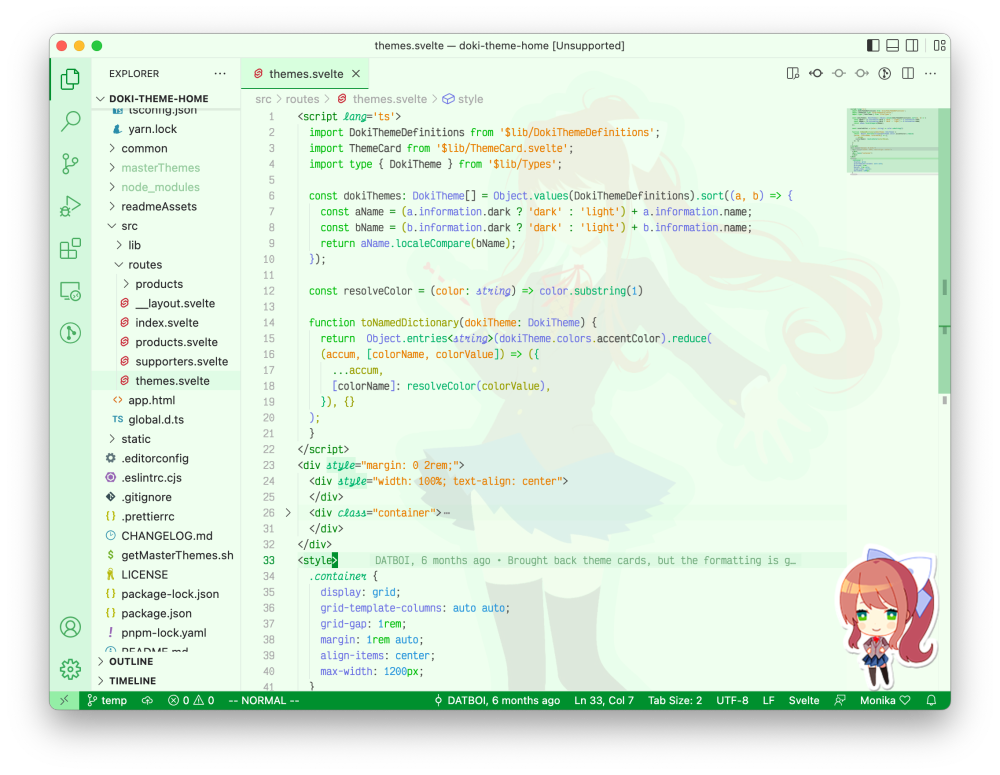 themes.svelte — doki-theme-home [Unsupported]
EXPLORER
DOKI-THEME-HOME
tsconfig.json
yarn.lock
common
masterThemes
node_modules
readmeAssets
src
lib
routes
products
__layout.svelte
index.svelte
products.svelte
supporters.svelte
themes.svelte
app.html
TS global.d.ts
static
.editorconfig
.eslintrc.cjs
.gitignore
{} .prettierrc
CHANGELOG.md
$ getMasterThemes.sh
LICENSE
{} package-lock.json
{} package.json
! pnpm-lock.yaml
README.md
OUTLINE
TIMELINE
themes.svelte
src > routes > themes.svelte > style
1 <script lang='ts'>
2 import DokiThemeDefinitions from '$lib/DokiThemeDefinitions';
3 import ThemeCard from '$lib/ThemeCard.svelte';
4 import type { DokiTheme } from '$lib/Types';
5
6 const dokiThemes: DokiTheme[] = Object.values(DokiThemeDefinitions).sort((a, b) => {
7 const aName = (a.information.dark ? 'dark' : 'light') + a.information.name;
8 const bName = (b.information.dark ? 'dark' : 'light') + b.information.name;
9 return aName.localeCompare(bName);
10 });
11
12 const resolveColor = (color: string) => color.substring(1)
13
14 function toNamedDictionary(dokiTheme: DokiTheme) {
15 return  Object.entries<string>(dokiTheme.colors.accentColor).reduce(
16 (accum, [colorName, colorValue]) => ({
17 ...accum,
18 [colorName]: resolveColor(colorValue),
19 }), {}
20 );
21 }
22 </script>
23 <div style="margin: 0 2rem;">
24 <div style="width: 100%; text-align: center">
25 </div>
26 <div class="container">⋯
31 </div>
32 </div>
33 <style> DATBOI, 6 months ago • Brought back theme cards, but the formatting is g…
34 .container {
35 display: grid;
36 grid-template-columns: auto auto;
37 grid-gap: 1rem;
38 margin: 1rem auto;
39 align-items: center;
40 max-width: 1200px;
41 }
temp
0 0
-- NORMAL --
DATBOI, 6 months ago
Ln 33, Col 7
Tab Size: 2
UTF-8
LF
Svelte
Monika ♡